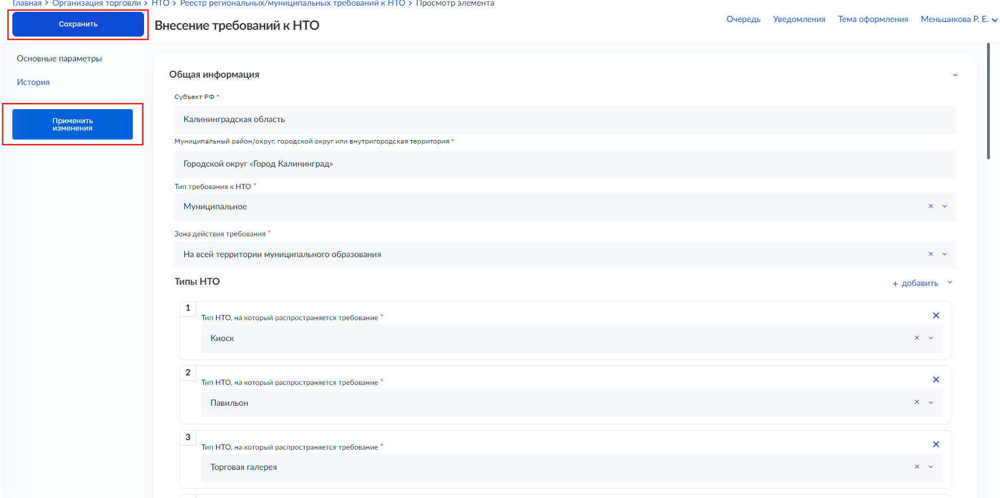 Главная > Организация торговли > НТО > Реестр региональных/муниципальных требований к НТО > Просмотр элемента
Сохранить
Внесение требований к НТО
Очередь
Уведомления
Тема оформления
Меньшикова Р. Е.
Основные параметры
История
Применить
изменения
Общая информация
Субъект РФ *
Калининградская область
Муниципальный район/округ, городской округ или внутригородская территория *
Городской округ «Город Калининград»
Тип требования к НТО *
Муниципальное
Зона действия требования *
На всей территории муниципального образования
Типы НТО
+ добавить
1
Тип НТО, на который распространяется требование *
Киоск
2
Тип НТО, на который распространяется требование *
Павильон
3
Тип НТО, на который распространяется требование *
Торговая галерея